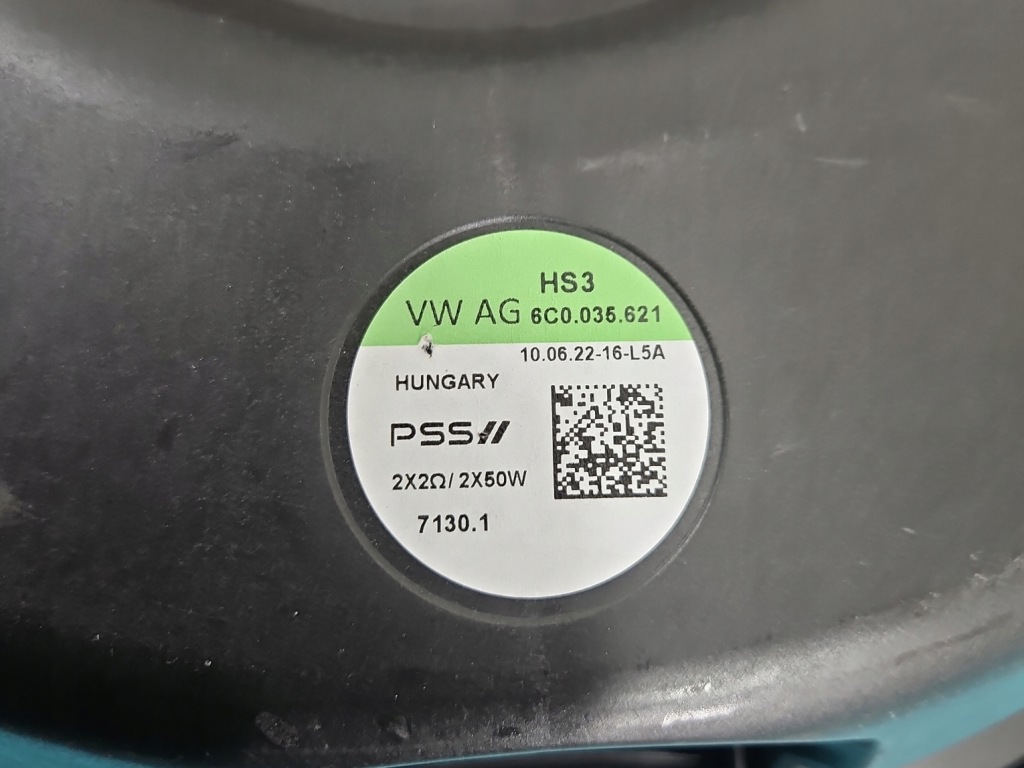 HS3
VW AG 6C0.035.621
10.06.22-16-L5A
HUNGARY
PSS
2X2Ω/ 2X50W
7130.1